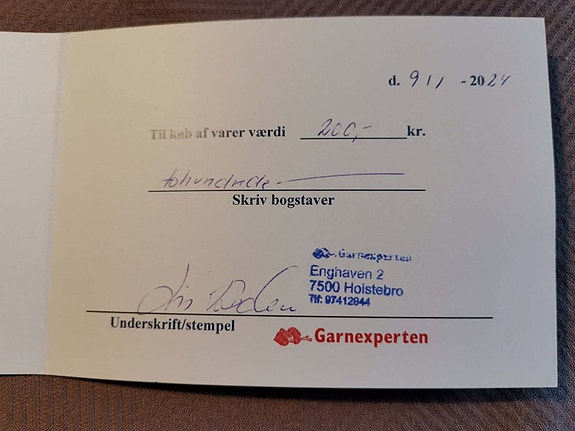 d. 9/1 - 2024
Til køb af varer værdi 200,- kr.
tohundrede
Skriv bogstaver
Garnexperten
Enghaven 2
7500 Holstebro
Tlf: 97412844
Underskrift/stempel
Garnexperten